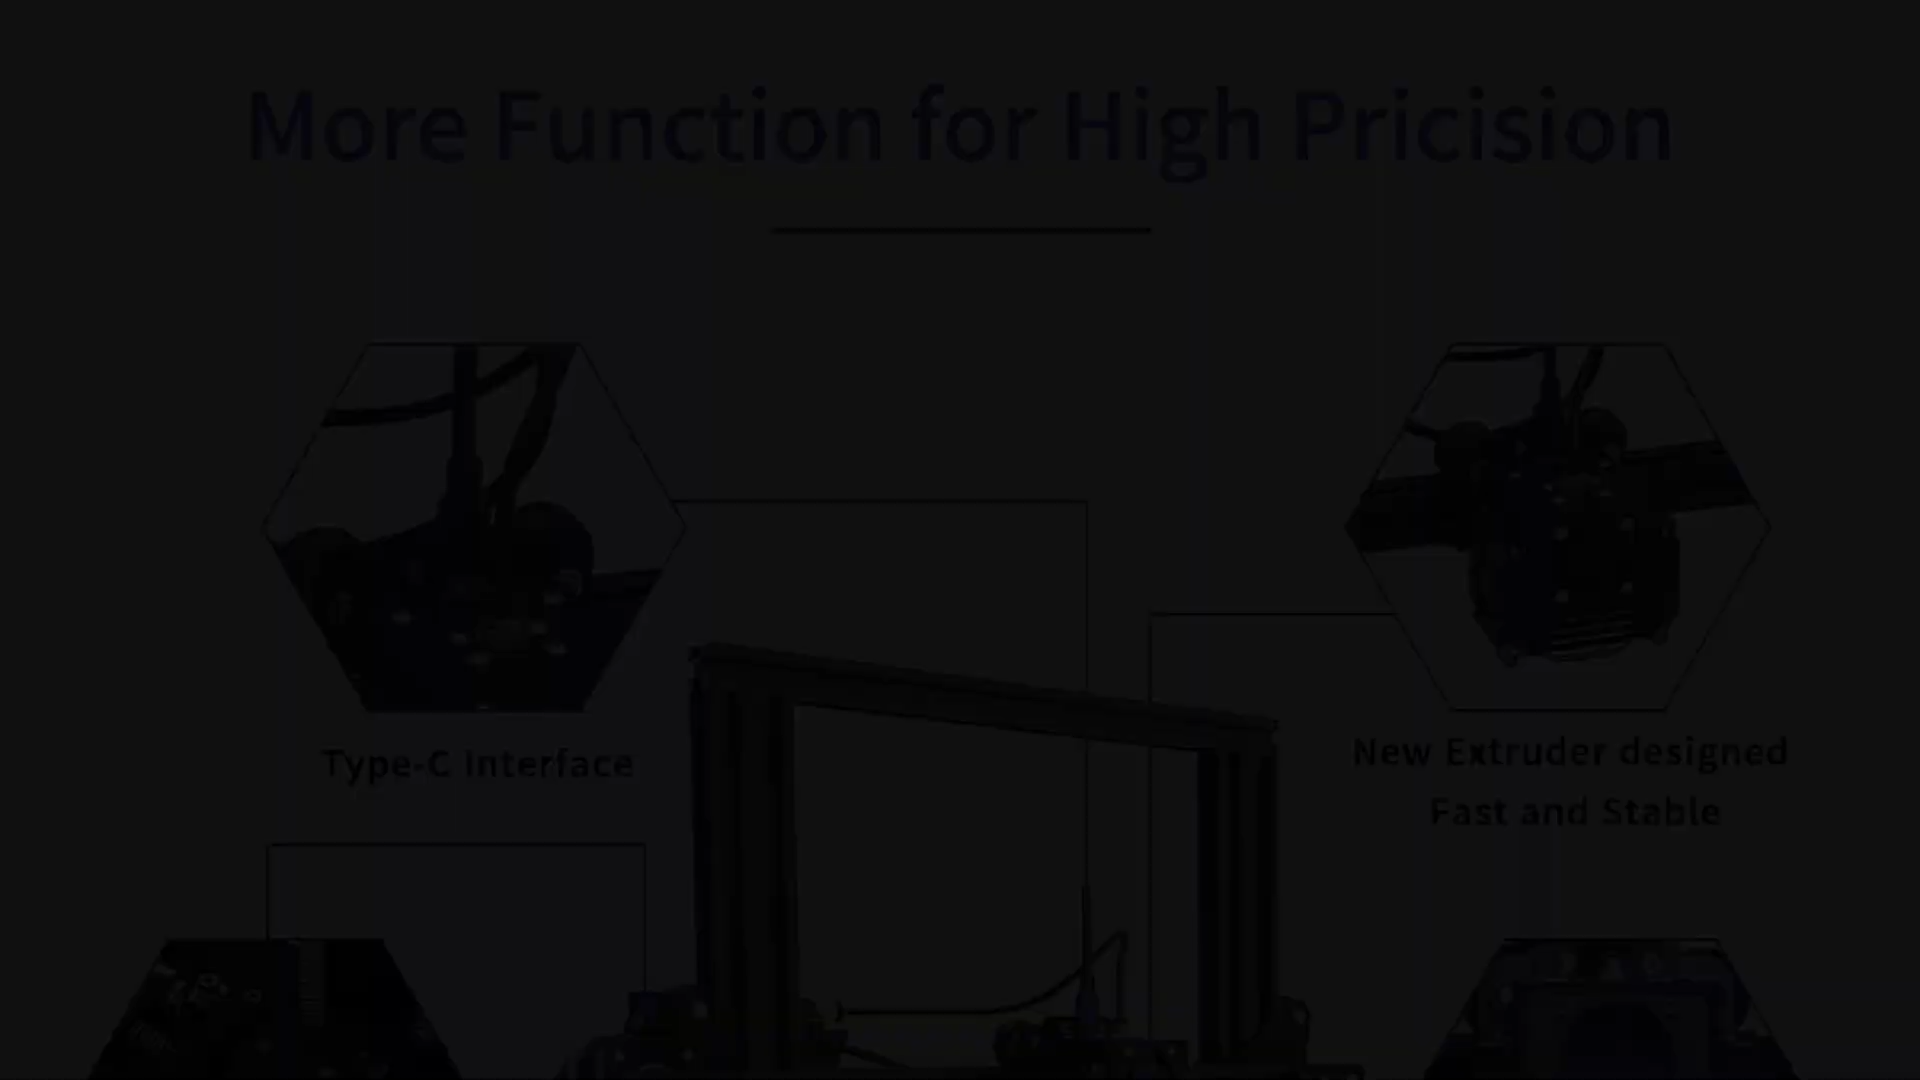 More Function for High Pricision
Type-C Interface
New Extruder designed
Fast and Stable